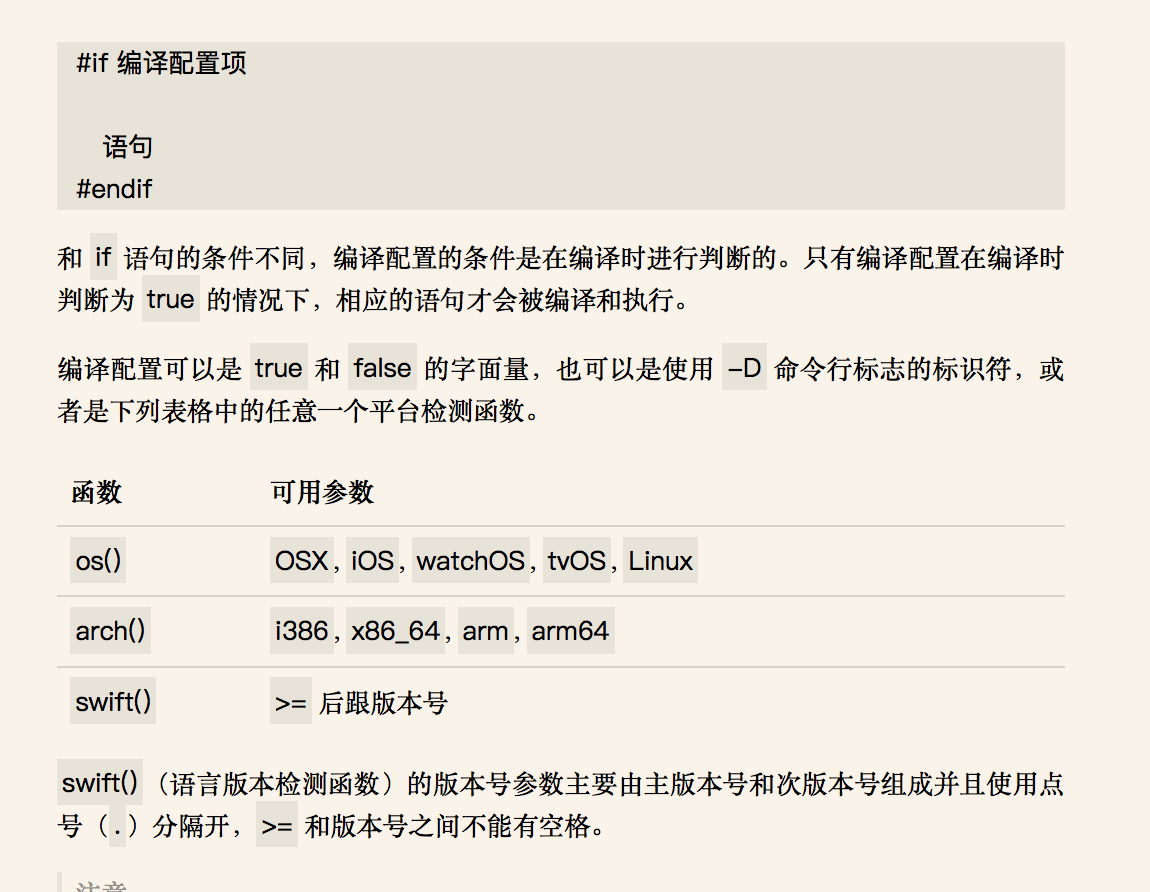 #if 编译配置项
语句
#endif
和 if 语句的条件不同，编译配置的条件是在编译时进行判断的。只有编译配置在编译时
判断为 true 的情况下，相应的语句才会被编译和执行。
编译配置可以是 true 和 false 的字面量，也可以是使用 -D 命令行标志的标识符，或
者是下列表格中的任意一个平台检测函数。
函数 可用参数
os() OSX, iOS, watchOS, tvOS, Linux
arch() i386, x86_64, arm, arm64
swift() >= 后跟版本号
swift()（语言版本检测函数）的版本号参数主要由主版本号和次版本号组成并且使用点
号（.）分隔开，>= 和版本号之间不能有空格。
注意